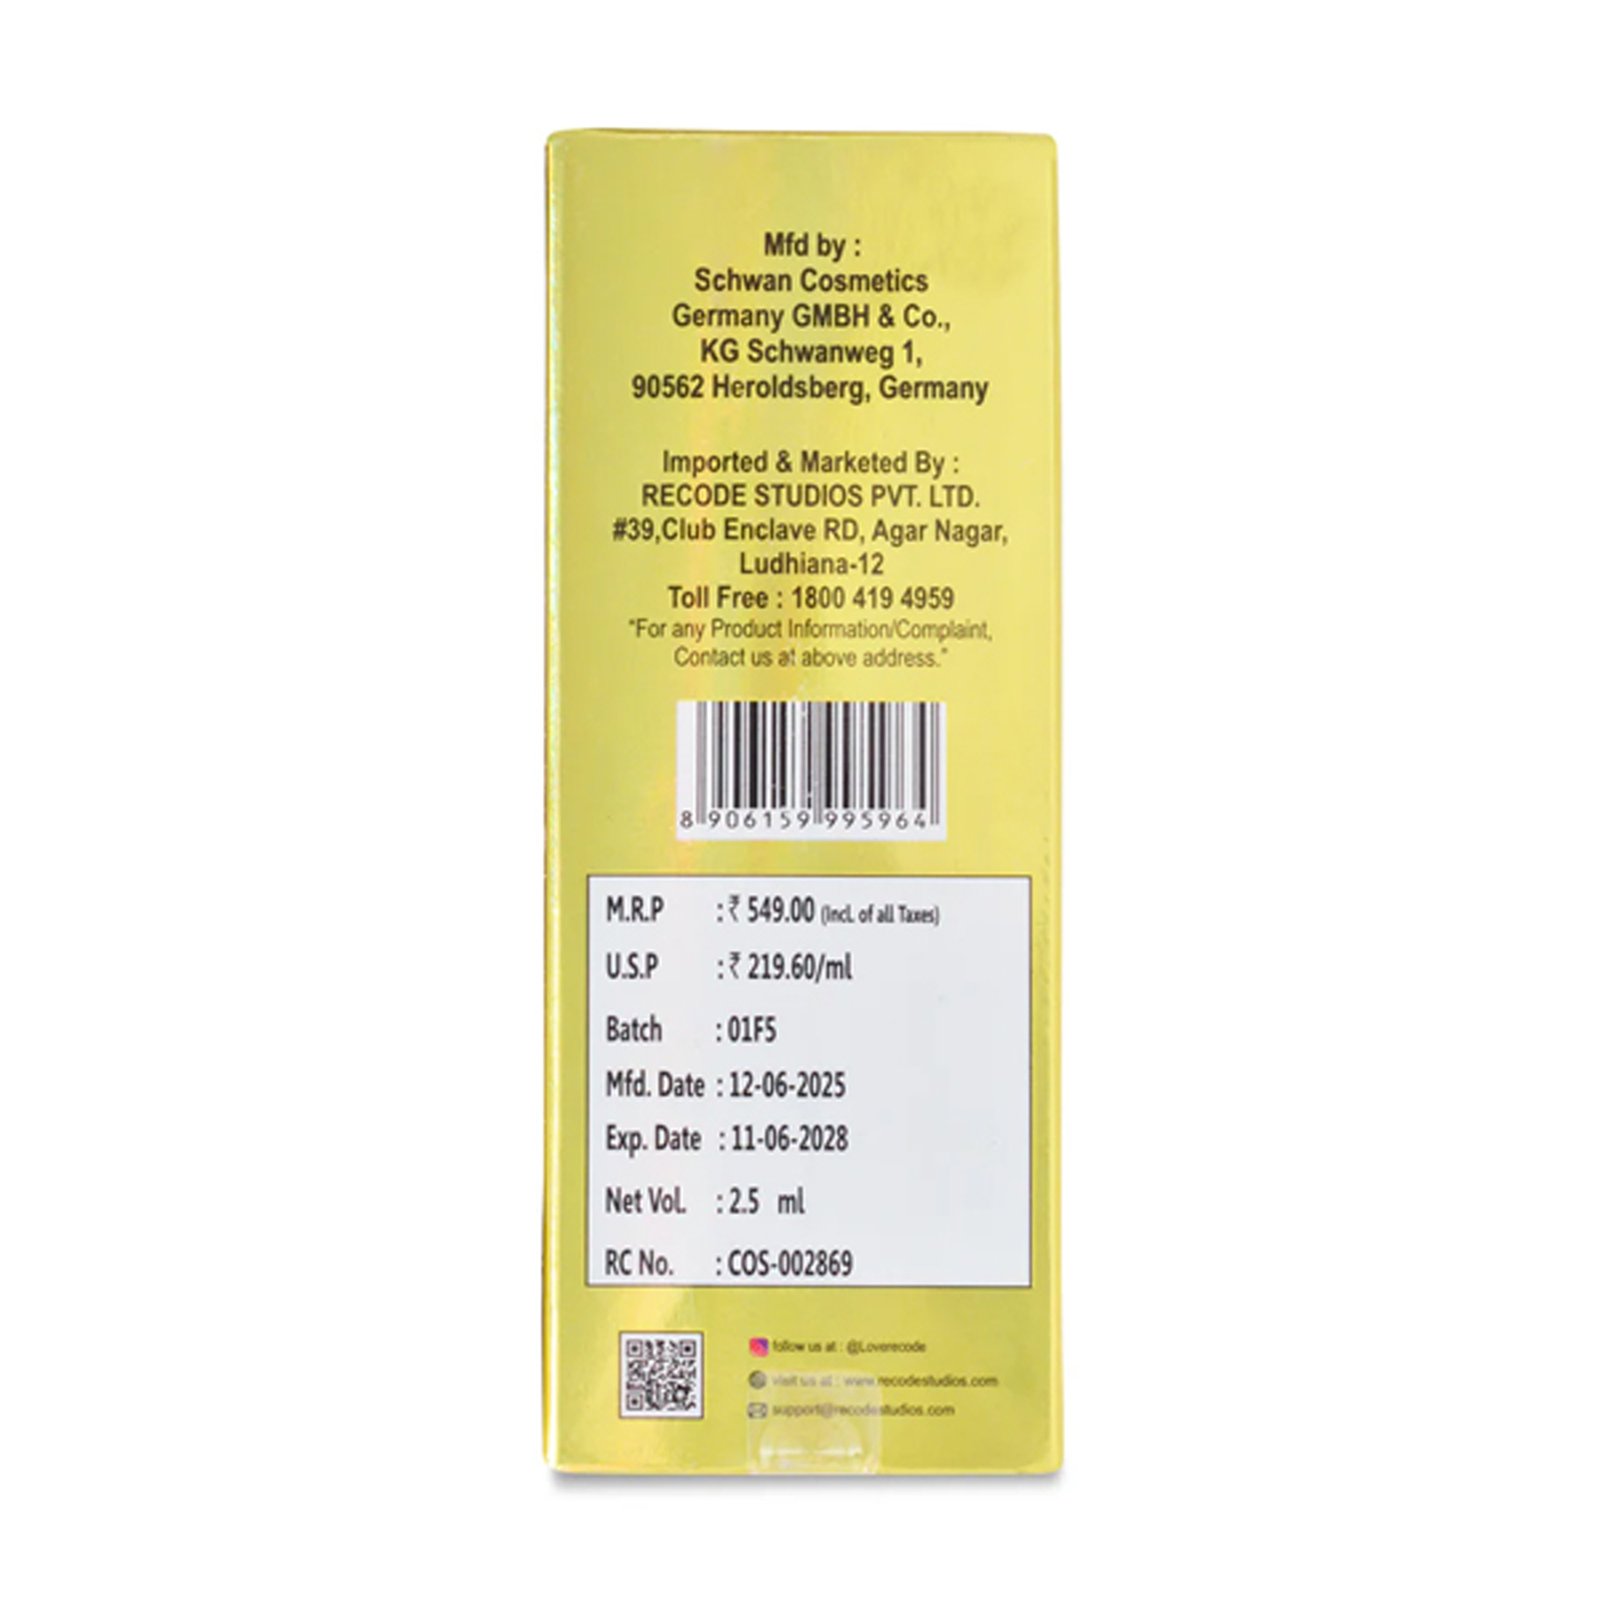 Mfd by :
Schwan Cosmetics
Germany GMBH & Co.,
KG Schwanweg 1,
90562 Heroldsberg, Germany
Imported & Marketed By :
RECODE STUDIOS PVT. LTD.
#39,Club Enclave RD, Agar Nagar,
Ludhiana-12
Toll Free : 1800 419 4959
"For any Product Information/Complaint,
Contact us at above address."
8 906159 995964
M.R.P : ₹ 549.00 (Incl. of all Taxes)
U.S.P : ₹ 219.60/ml
Batch : 01F5
Mfd. Date : 12-06-2025
Exp. Date : 11-06-2028
Net Vol. : 2.5 ml
RC No. : COS-002869
follow us at : @Loverecode
visit us at : www.recodestudios.com
support@recodestudios.com